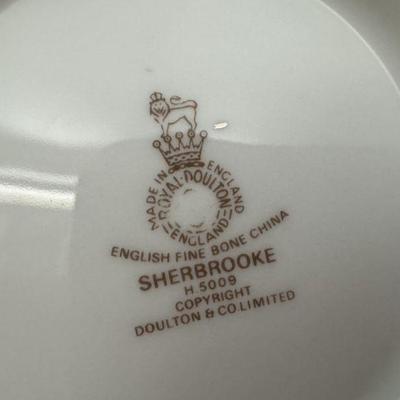 MADE IN ENGLAND
ROYAL-DOULTON
ENGLAND
ENGLISH FINE BONE CHINA
SHERBROOKE
H.5009
COPYRIGHT
DOULTON & CO.LIMITED